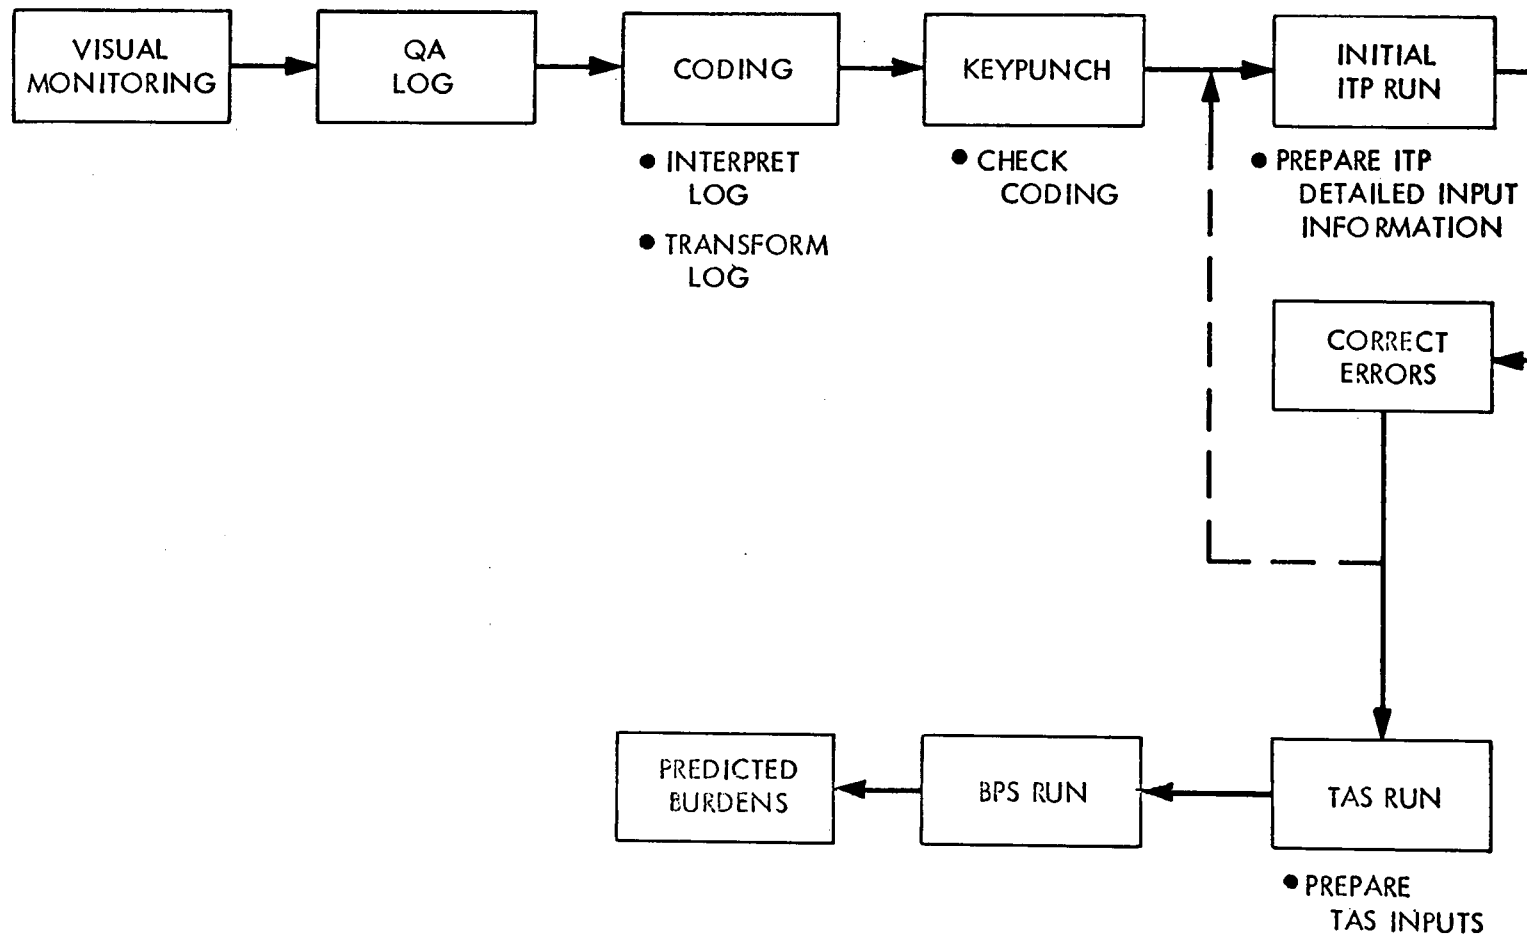 VISUAL
MONITORING
QA
LOG
CODING
KEYPUNCH
INITIAL
ITP RUN
● INTERPRET
LOG
● TRANSFORM
LOG
● CHECK
CODING
● PREPARE ITP
DETAILED INPUT
INFORMATION
CORRECT
ERRORS
PREDICTED
BURDENS
BPS RUN
TAS RUN
● PREPARE
TAS INPUTS